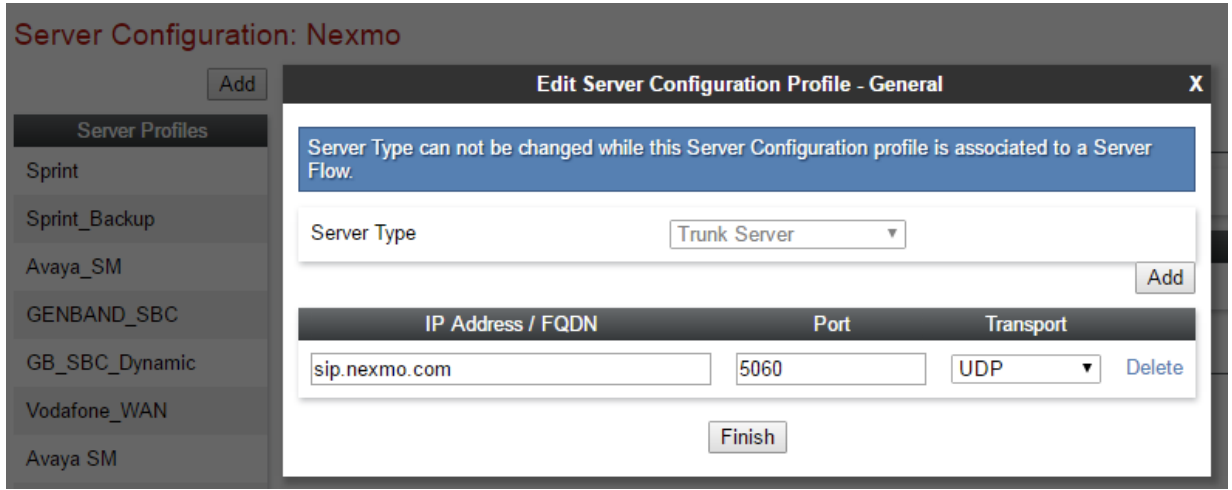 Server Configuration: Nexmo
Add
Server Profiles
Sprint
Sprint_Backup
Avaya_SM
GENBAND_SBC
GB_SBC_Dynamic
Vodafone_WAN
Avaya SM
Edit Server Configuration Profile - General X
Server Type can not be changed while this Server Configuration profile is associated to a Server
Flow.
Server Type Trunk Server
Add
IP Address / FQDN Port Transport
sip.nexmo.com 5060 UDP Delete
Finish